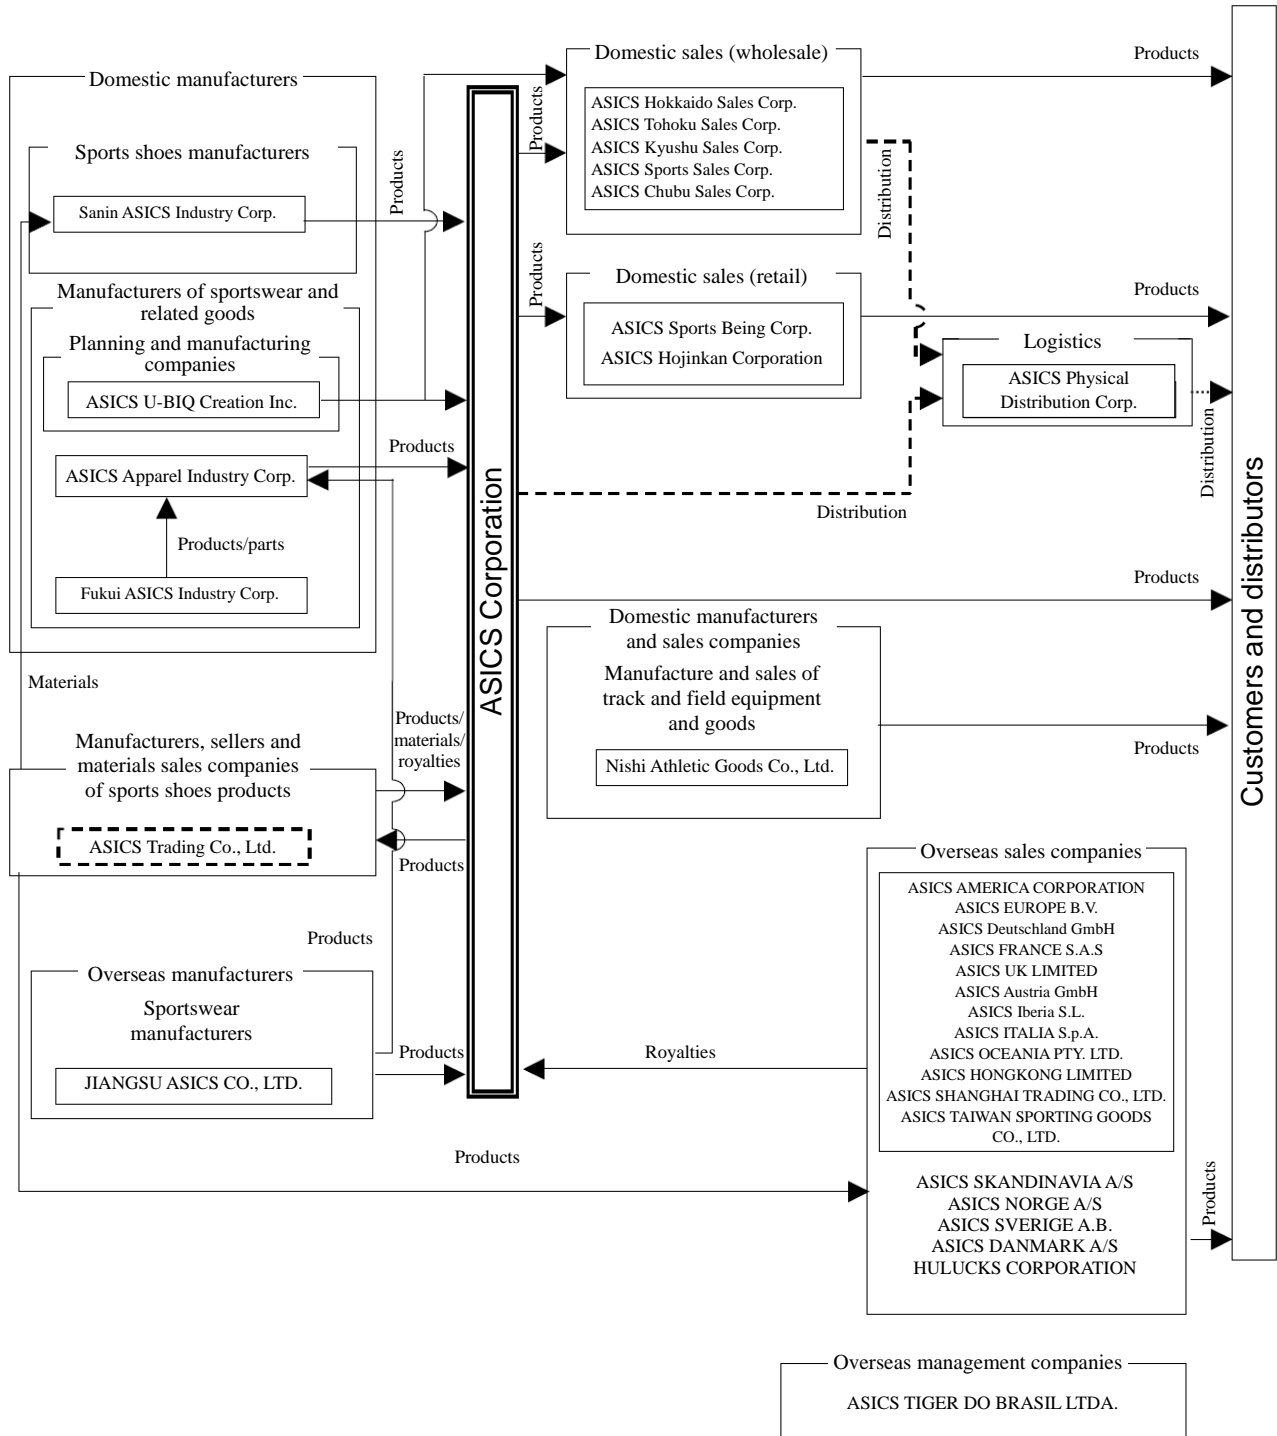 Domestic manufacturers
Sports shoes manufacturers
Sanin ASICS Industry Corp.
Manufacturers of sportswear and
related goods
Planning and manufacturing
companies
ASICS U-BIQ Creation Inc.
ASICS Apparel Industry Corp.
Products/parts
Fukui ASICS Industry Corp.
Materials
Manufacturers, sellers and
materials sales companies
of sports shoes products
ASICS Trading Co., Ltd.
Products
Overseas manufacturers
Sportswear
manufacturers
JIANGSU ASICS CO., LTD.
Products
Products
Products/
materials/
royalties
Products
Products
Products
ASICS Corporation
Products
Domestic sales (wholesale)
ASICS Hokkaido Sales Corp.
ASICS Tohoku Sales Corp.
ASICS Kyushu Sales Corp.
ASICS Sports Sales Corp.
ASICS Chubu Sales Corp.
Products
Distribution
Products
Domestic sales (retail)
ASICS Sports Being Corp.
ASICS Hojinkan Corporation
Products
Logistics
ASICS Physical
Distribution Corp.
Distribution
Distribution
Products
Domestic manufacturers
and sales companies
Manufacture and sales of
track and field equipment
and goods
Nishi Athletic Goods Co., Ltd.
Products
Overseas sales companies
ASICS AMERICA CORPORATION
ASICS EUROPE B.V.
ASICS Deutschland GmbH
ASICS FRANCE S.A.S
ASICS UK LIMITED
ASICS Austria GmbH
ASICS Iberia S.L.
ASICS ITALIA S.p.A.
ASICS OCEANIA PTY. LTD.
ASICS HONGKONG LIMITED
ASICS SHANGHAI TRADING CO., LTD.
ASICS TAIWAN SPORTING GOODS
CO., LTD.
Royalties
ASICS SKANDINAVIA A/S
ASICS NORGE A/S
ASICS SVERIGE A.B.
ASICS DANMARK A/S
HULUCKS CORPORATION
Products
Customers and distributors
Overseas management companies
ASICS TIGER DO BRASIL LTDA.